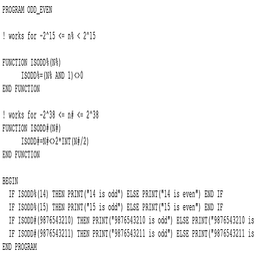 PROGRAM ODD_EVEN
! works for -2^15 <= n% < 2^15
FUNCTION ISODD%(N%)
ISODD%=(N% AND 1)<>0
END FUNCTION
! works for -2^38 <= n# <= 2^38
FUNCTION ISODD#(N#)
ISODD#=N#<>2*INT(N#/2)
END FUNCTION
BEGIN
IF ISODD%(14) THEN PRINT("14 is odd") ELSE PRINT("14 is even") END IF
IF ISODD%(15) THEN PRINT("15 is odd") ELSE PRINT("15 is even") END IF
IF ISODD#(9876543210) THEN PRINT("9876543210 is odd") ELSE PRINT("9876543210 is
IF ISODD#(9876543211) THEN PRINT("9876543211 is odd") ELSE PRINT("9876543211 is
END PROGRAM